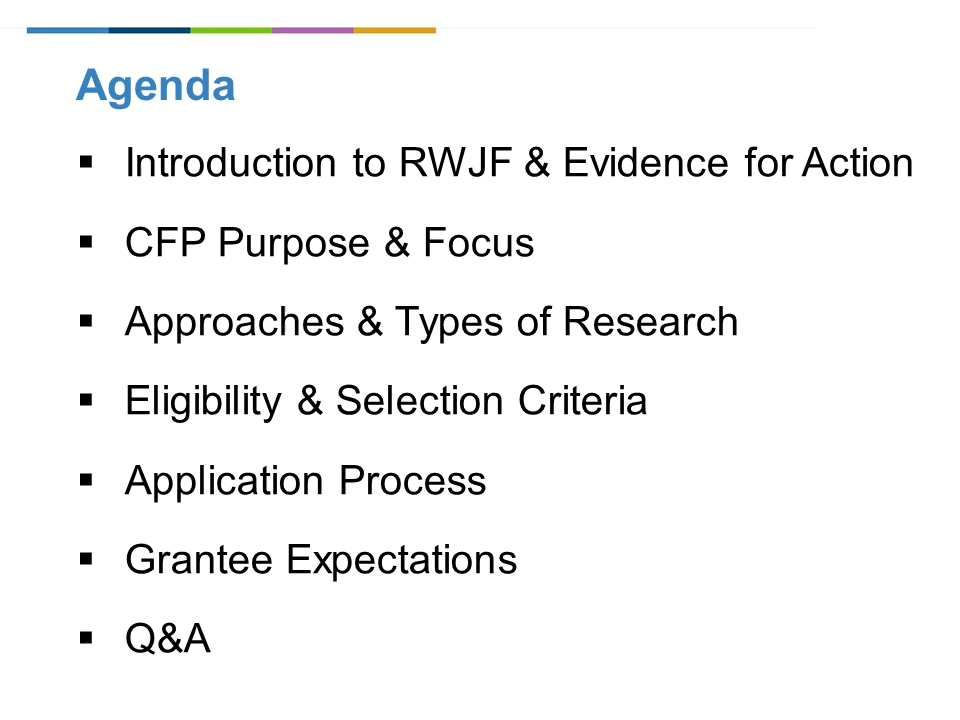 Agenda
▪ Introduction to RWJF & Evidence for Action
▪ CFP Purpose & Focus
▪ Approaches & Types of Research
▪ Eligibility & Selection Criteria
▪ Application Process
▪ Grantee Expectations
▪ Q&A